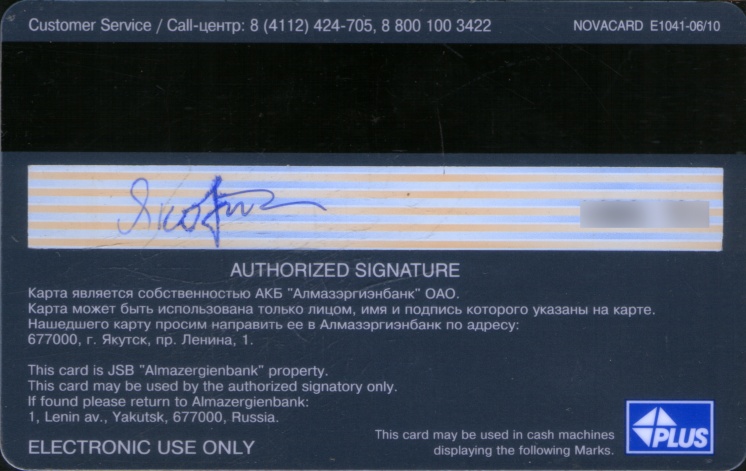 Customer Service / Call-центр: 8 (4112) 424-705, 8 800 100 3422
NOVACARD E1041-06/10
AUTHORIZED SIGNATURE
Карта является собственностью АКБ "Алмазэргиэнбанк" ОАО.
Карта может быть использована только лицом, имя и подпись которого указаны на карте.
Нашедшего карту просим направить ее в Алмазэргиэнбанк по адресу:
677000, г. Якутск, пр. Ленина, 1.
This card is JSB "Almazergienbank" property.
This card may be used by the authorized signatory only.
If found please return to Almazergienbank:
1, Lenin av., Yakutsk, 677000, Russia.
ELECTRONIC USE ONLY
This card may be used in cash machines
displaying the following Marks.
PLUS